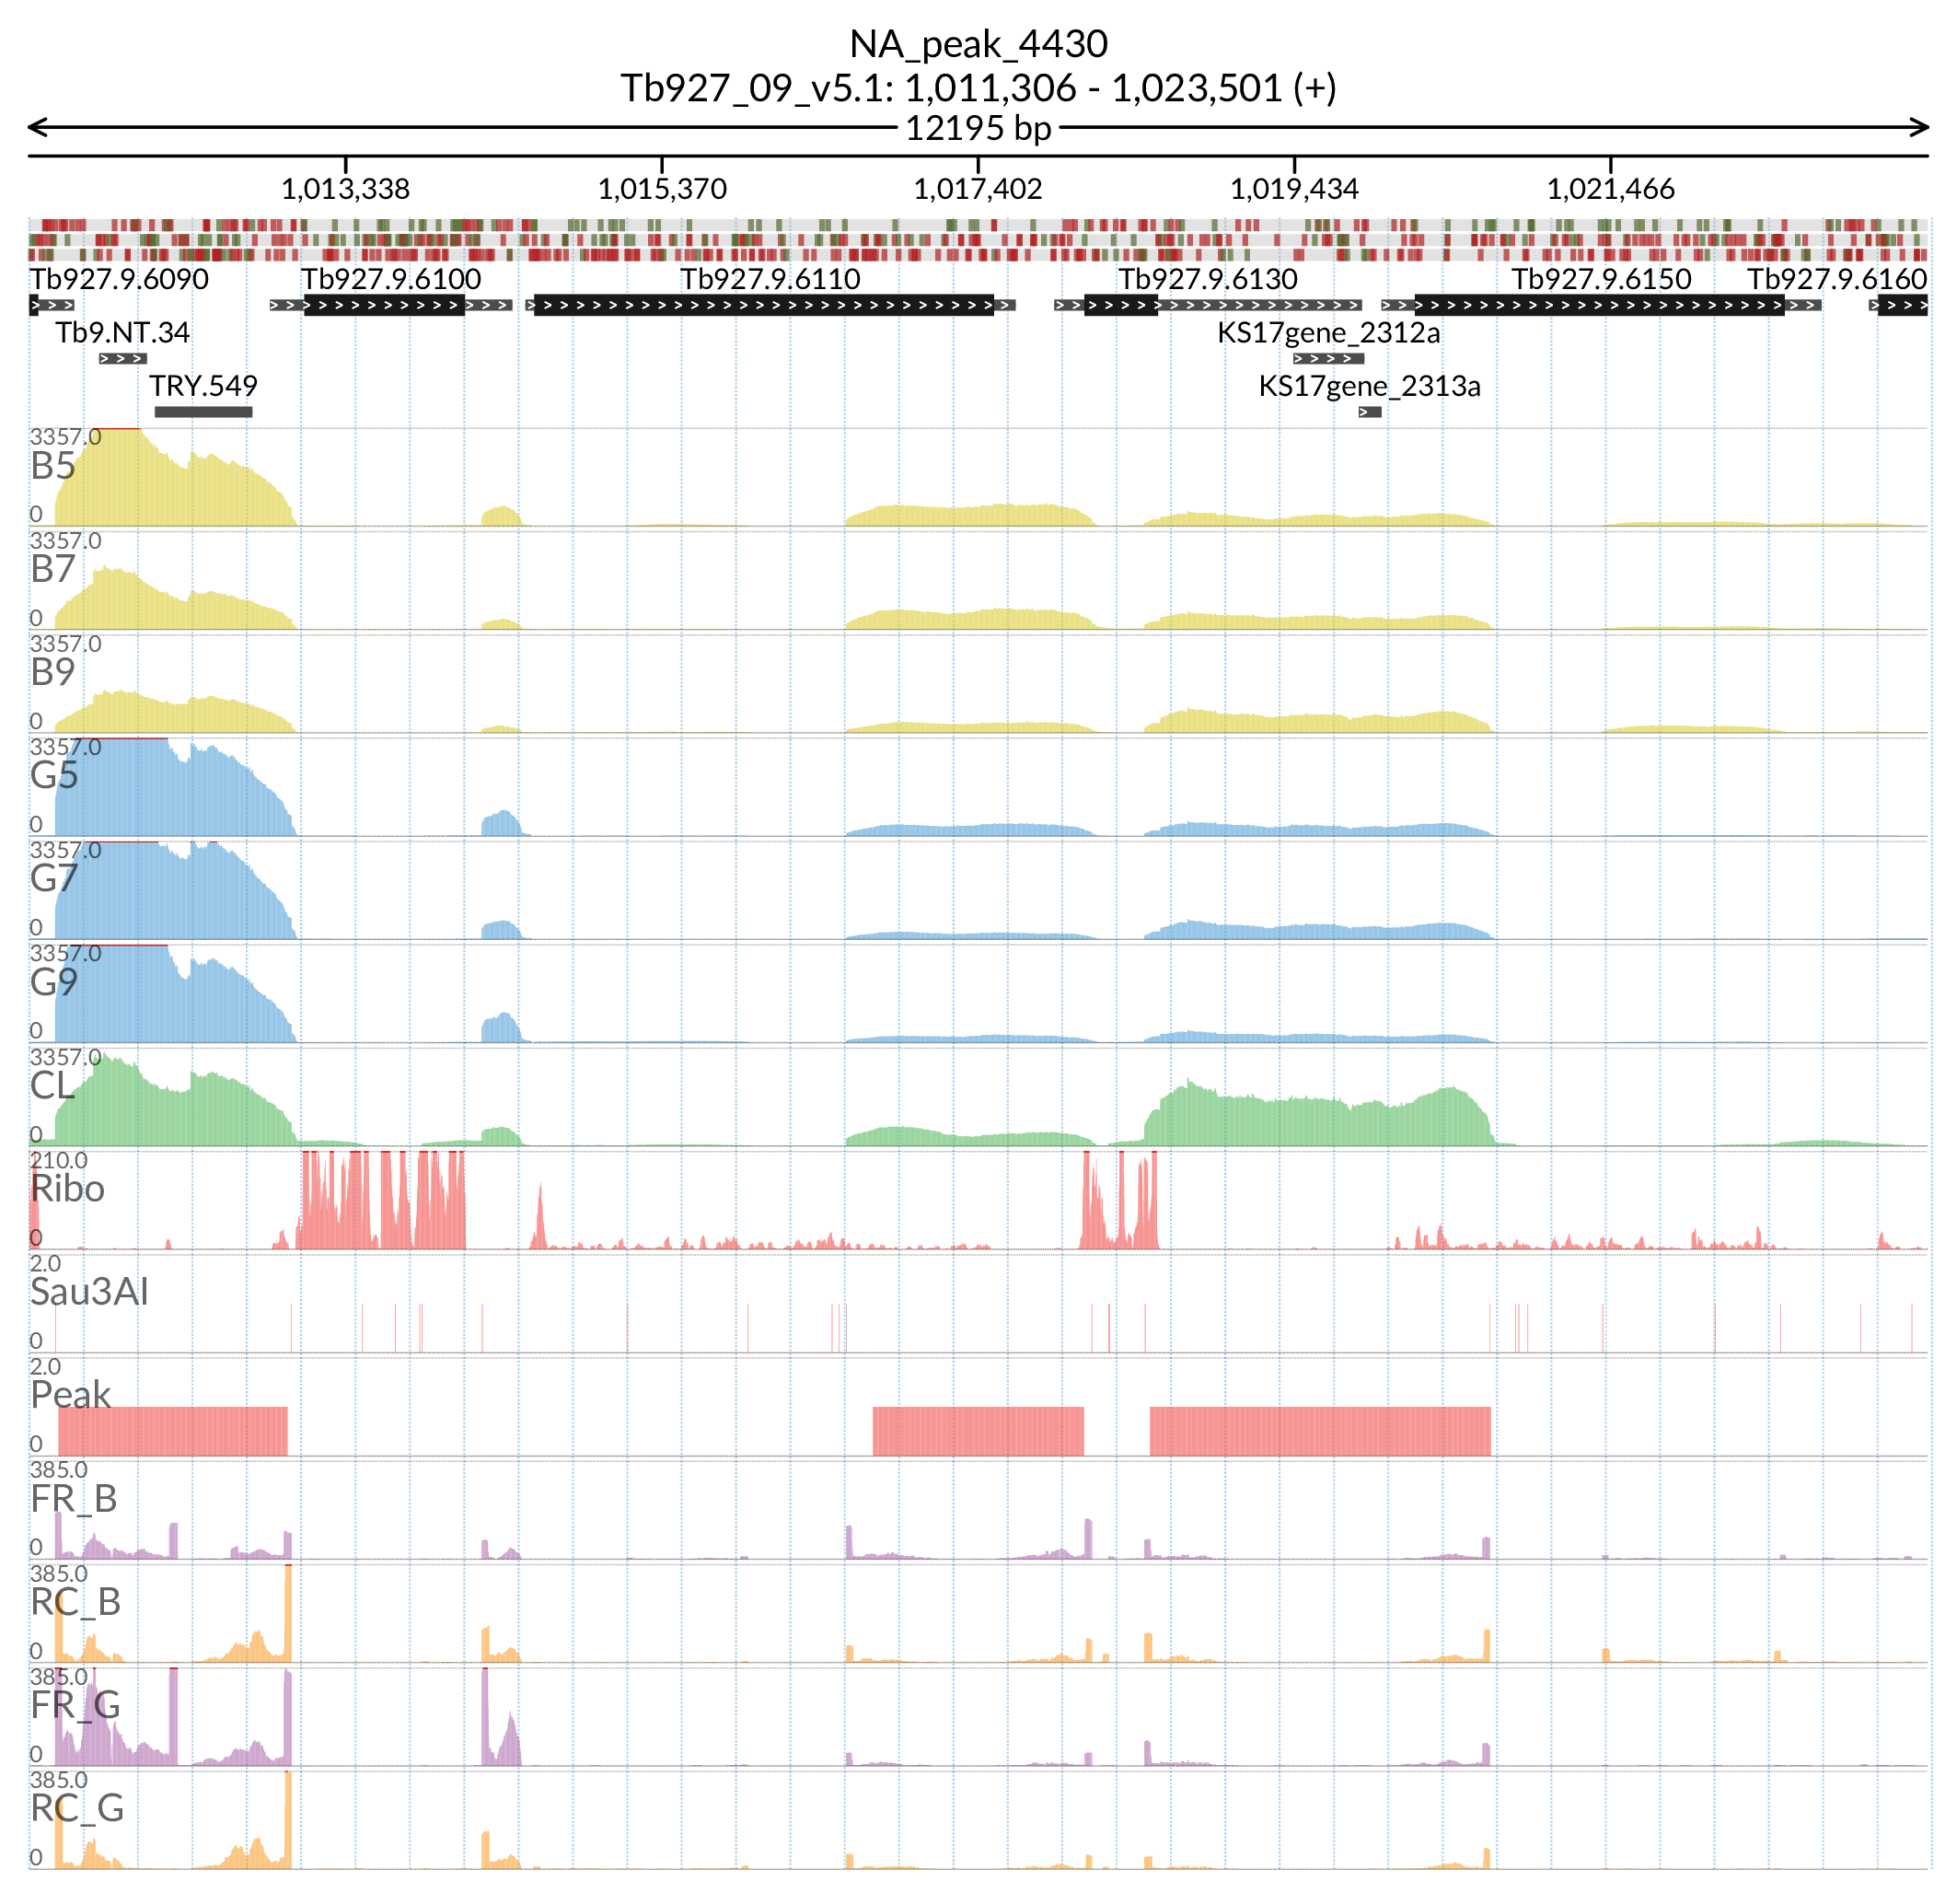 NA_peak_4430
Tb927_09_v5.1: 1,011,306 - 1,023,501 (+)
12195 bp
1,013,338 1,015,370 1,017,402 1,019,434 1,021,466
Tb927.9.6090 Tb927.9.6100 Tb927.9.6110 Tb927.9.6130 Tb927.9.6150 Tb927.9.6160
Tb9.NT.34 KS17gene_2312a
TRY.549 KS17gene_2313a
3357.0
B5
0
3357.0
B7
0
3357.0
B9
0
3357.0
G5
0
3357.0
G7
0
3357.0
G9
0
3357.0
CL
0
210.0
Ribo
0
2.0
Sau3AI
0
2.0
Peak
0
385.0
FR_B
0
385.0
RC_B
0
385.0
FR_G
0
385.0
RC_G
0